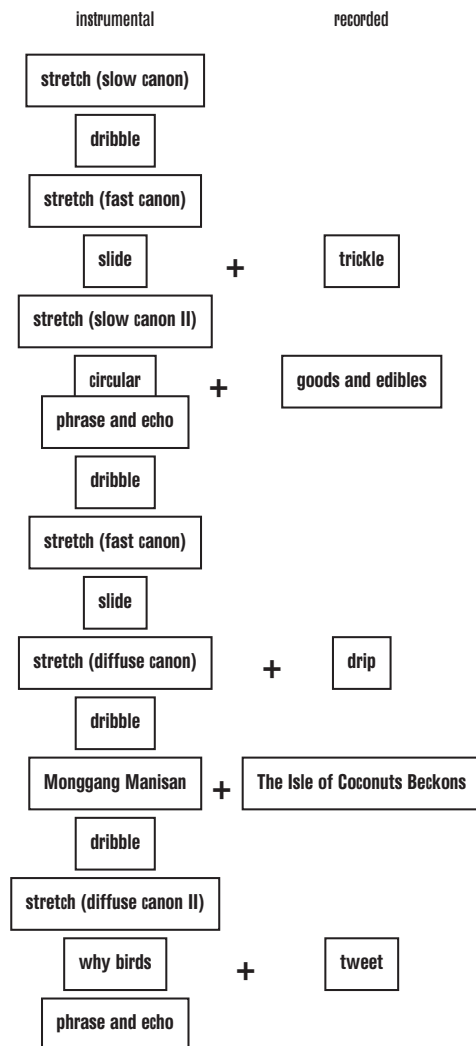 instrumental recorded
stretch (slow canon)
dribble
stretch (fast canon)
slide + trickle
stretch (slow canon II)
circular + goods and edibles
phrase and echo
dribble
stretch (fast canon)
slide
stretch (diffuse canon) + drip
dribble
Monggang Manisan + The Isle of Coconuts Beckons
dribble
stretch (diffuse canon II)
why birds + tweet
phrase and echo